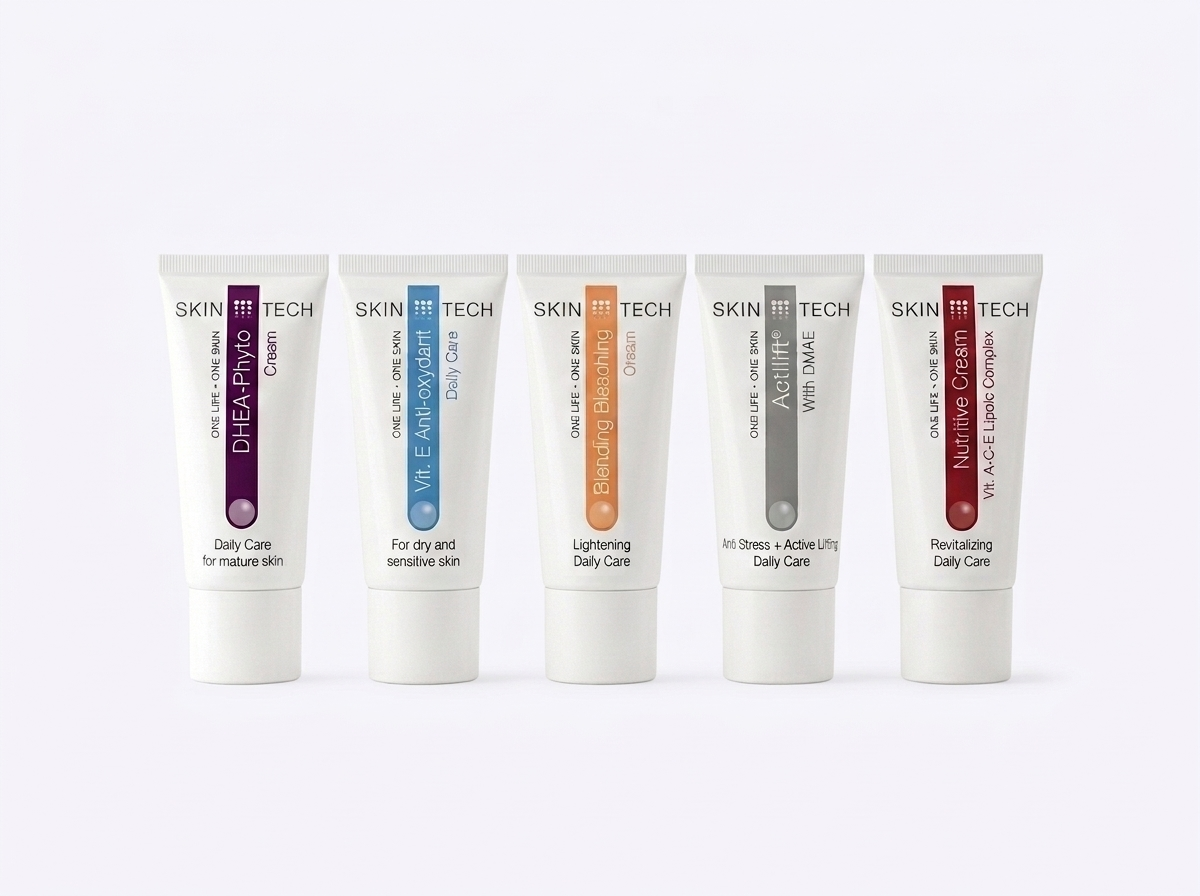 SKIN TECH
ONE LIFE • ONE SKIN
DHEA-Phyto
Cream
Daily Care
for mature skin
SKIN TECH
ONE LIFE • ONE SKIN
Vit. E Anti-oxydant
Daily Care
For dry and
sensitive skin
SKIN TECH
ONE LIFE • ONE SKIN
Blending Bleaching
Cream
Lightening
Daily Care
SKIN TECH
ONE LIFE • ONE SKIN
Actilift®
With DMAE
Anti Stress + Active Lifting
Daily Care
SKIN TECH
ONE LIFE • ONE SKIN
Nutritive Cream
Vit. A-C-E Lipoic Complex
Revitalizing
Daily Care